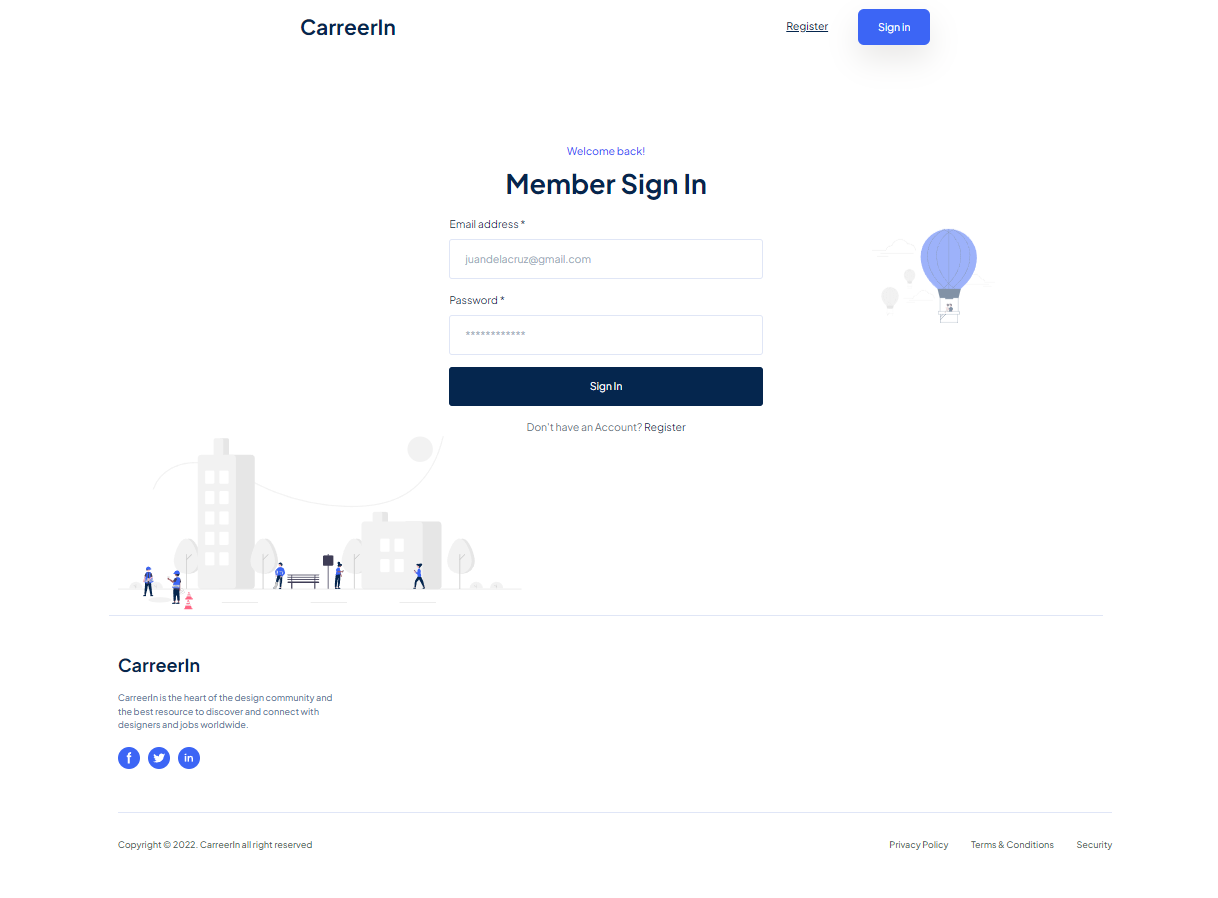 CarreerIn
Register
Sign in
Welcome back!
Member Sign In
Email address *
juandelacruz@gmail.com
Password *
************
Sign In
Don't have an Account? Register
CarreerIn
CarreerIn is the heart of the design community and
the best resource to discover and connect with
designers and jobs worldwide.
f
in
Copyright © 2022. CarreerIn all right reserved
Privacy Policy
Terms & Conditions
Security